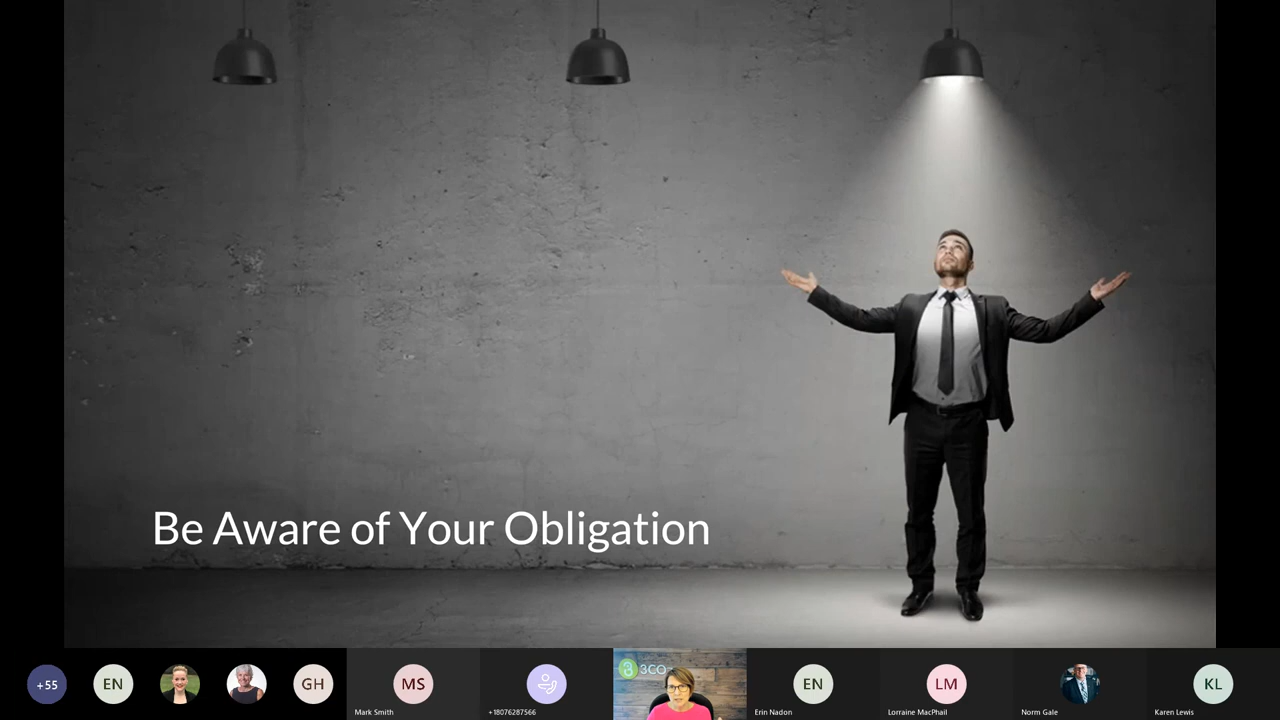 Be Aware of Your Obligation
3CO
+55
EN
GH
MS
EN
LM
KL
Mark Smith
+18076287566
Erin Nadon
Lorraine MacPhail
Norm Gale
Karen Lewis